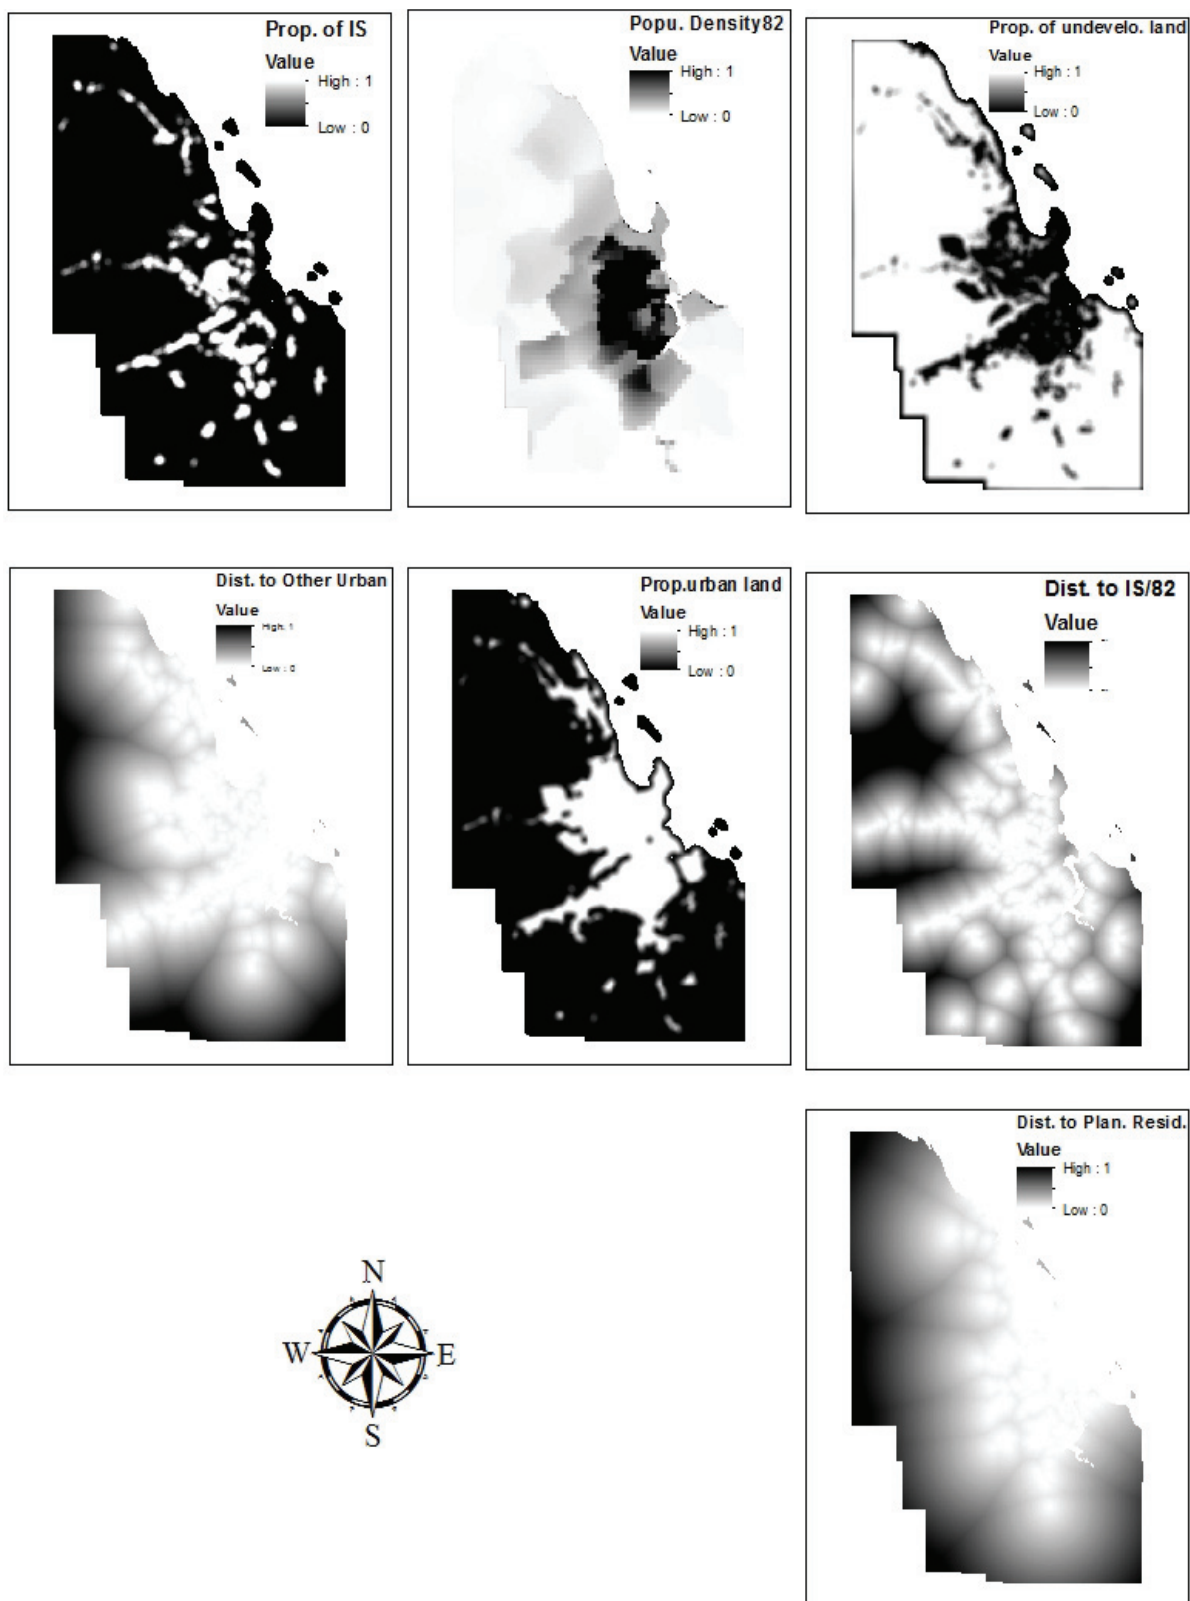 Prop. of IS
Value
High : 1
Low : 0
Popu. Density82
Value
High : 1
Low : 0
Prop. of undevelo. land
Value
High : 1
Low : 0
Dist. to Other Urban
Value
High: 1
Low : 0
Prop.urban land
Value
High : 1
Low : 0
Dist. to IS/82
Value
Dist. to Plan. Resid.
Value
High : 1
Low : 0
N
W E
S